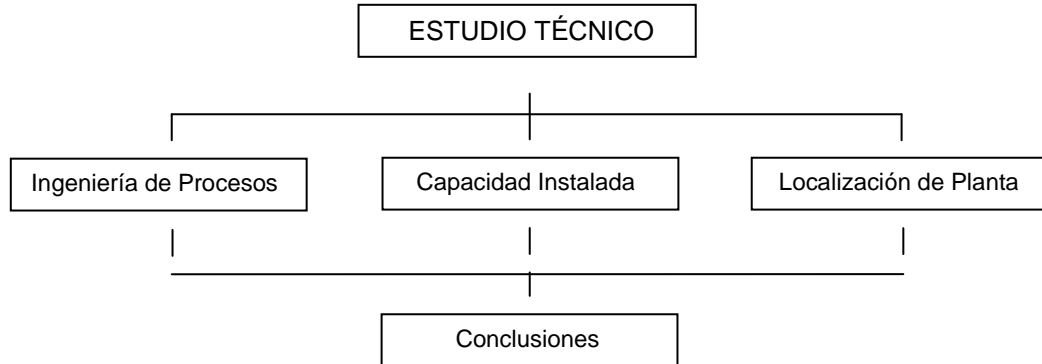 ESTUDIO TÉCNICO
Ingeniería de Procesos
Capacidad Instalada
Localización de Planta
Conclusiones